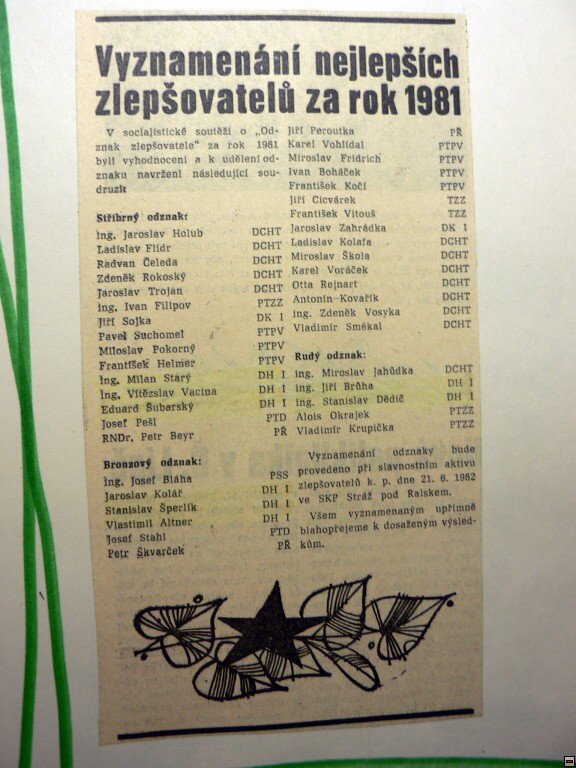 Vyznamenání nejlepších
zlepšovatelů za rok 1981
V socialistické soutěži o „Od-
znak zlepšovatele" za rok 1981
byli vyhodnoceni a k udělení od-
znaku navrženi následující sou-
druzi:
Stříbrný odznak:
ing. Jaroslav Holub DCHT
Ladislav Flídr DCHT
Radvan Čeleda DCHT
Zdeněk Rokoský DCHT
Jaroslav Trojan DCHT
ing. Ivan Filipov PTZZ
Jiří Sojka DK I
Pavel Suchomel PTPV
Miloslav Pokorný PTPV
František Helmer PTPV
ing. Milan Starý DH I
ing. Vítězslav Vacina DH I
Eduard Šubarský DH I
Josef Pešl PTD
RNDr. Petr Beyr PŘ
Bronzový odznak:
ing. Josef Bláha PSS
Jaroslav Kolář DH I
Stanislav Šperlík DH I
Vlastimil Altner DH I
Josef Stahl PTD
Petr Škvarček PŘ
Jiří Peroutka PŘ
Karel Vohlídal PTPV
Miroslav Fridrich PTPV
Ivan Boháček PTPV
František Kočí PTPV
Jiří Cicvárek TZZ
František Vitouš TZZ
Jaroslav Zahrádka DK I
Ladislav Kolafa DCHT
Miroslav Škola DCHT
Karel Voráček DCHT
Otta Rejnart DCHT
Antonín Kovařík DCHT
ing. Zdeněk Vosyka DCHT
Vladimír Smékal DCHT
Rudý odznak:
ing. Miroslav Jahůdka DCHT
ing. Jiří Brůha DH I
ing. Stanislav Dědič DH I
Alois Okrajek PTZZ
Vladimír Krupička PTZZ
Vyznamenání odznaky bude
provedeno při slavnostním aktivu
zlepšovatelů k. p. dne 21. 6. 1982
ve SKP Stráž pod Ralskem.
Všem vyznamenaným upřímně
blahopřejeme k dosaženým výsled-
kům.